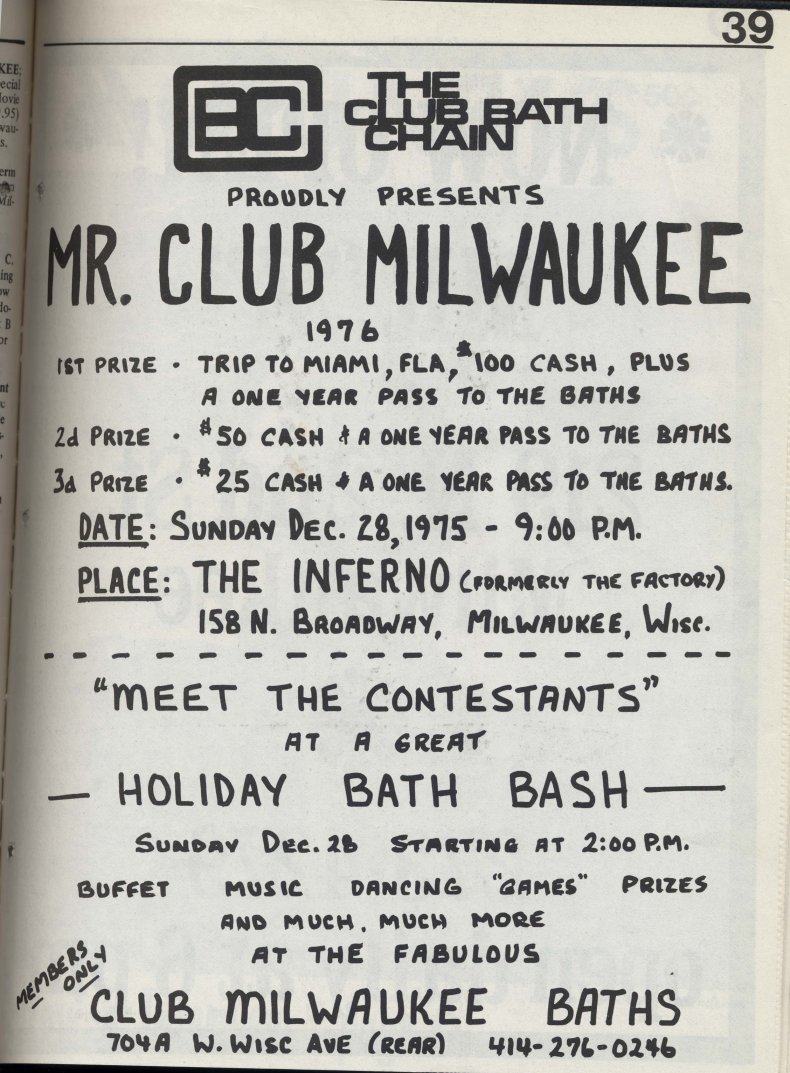 39
BC
THE
CLUB BATH
CHAIN
PROUDLY PRESENTS
MR. CLUB MILWAUKEE
1976
1ST PRIZE • TRIP TO MIAMI, FLA, $100 CASH, PLUS
A ONE YEAR PASS TO THE BATHS
2d PRIZE • $50 CASH & A ONE YEAR PASS TO THE BATHS
3d PRIZE • $25 CASH & A ONE YEAR PASS TO THE BATHS.
DATE: SUNDAY DEC. 28, 1975 - 9:00 P.M.
PLACE: THE INFERNO (FORMERLY THE FACTORY)
158 N. BROADWAY, MILWAUKEE, WISC.
"MEET THE CONTESTANTS"
AT A GREAT
— HOLIDAY BATH BASH —
SUNDAY DEC. 28 STARTING AT 2:00 P.M.
BUFFET MUSIC DANCING "GAMES" PRIZES
AND MUCH, MUCH MORE
AT THE FABULOUS
MEMBERS
ONLY
CLUB MILWAUKEE BATHS
704A W. WISC AVE (REAR) 414-276-0246